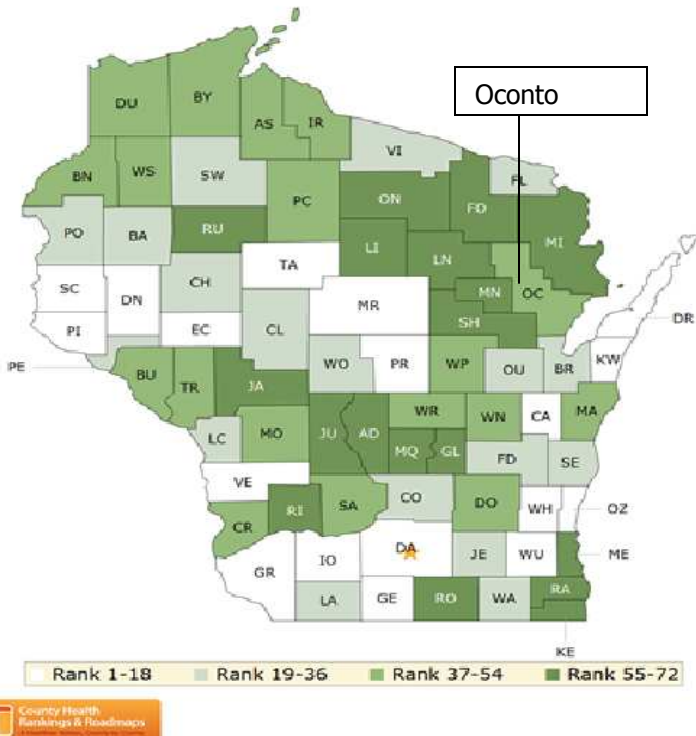 Oconto
DU
BY
AS
IR
VI
FL
BN
WS
SW
PC
ON
FO
MI
PO
BA
RU
LI
LN
SC
DN
CH
TA
MN
OC
MR
PI
EC
CL
SH
DR
PE
WO
PR
WP
OU
BR
KW
BU
TR
JA
WR
WN
CA
MA
LC
MO
JU
AD
MQ
GL
FD
SE
VE
RI
SA
CO
DO
WH
OZ
CR
IO
DA
JE
WU
ME
GR
LA
GE
RO
WA
RA
KE
Rank 1-18 Rank 19-36 Rank 37-54 Rank 55-72
County Health
Rankings & Roadmaps